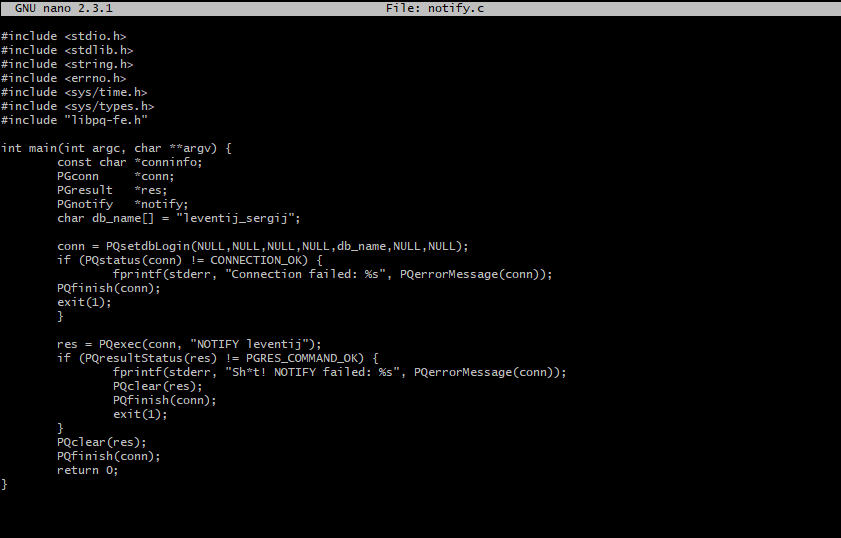 GNU nano 2.3.1 File: notify.c
#include <stdio.h>
#include <stdlib.h>
#include <string.h>
#include <errno.h>
#include <sys/time.h>
#include <sys/types.h>
#include "libpq-fe.h"
int main(int argc, char **argv) {
        const char *conninfo;
        PGconn     *conn;
        PGresult   *res;
        PGnotify   *notify;
        char db_name[] = "leventij_sergij";
        conn = PQsetdbLogin(NULL,NULL,NULL,NULL,db_name,NULL,NULL);
        if (PQstatus(conn) != CONNECTION_OK) {
                fprintf(stderr, "Connection failed: %s", PQerrorMessage(conn));
        PQfinish(conn);
        exit(1);
        }
        res = PQexec(conn, "NOTIFY leventij");
        if (PQresultStatus(res) != PGRES_COMMAND_OK) {
                fprintf(stderr, "Sh*t! NOTIFY failed: %s", PQerrorMessage(conn));
                PQclear(res);
                PQfinish(conn);
                exit(1);
        }
        PQclear(res);
        PQfinish(conn);
        return 0;
}